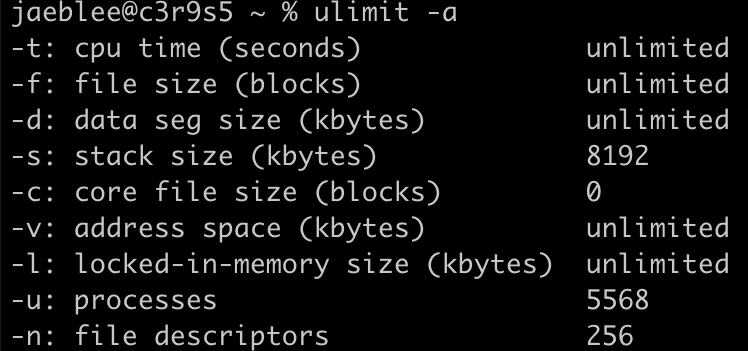 jaeblee@c3r9s5 ~ % ulimit -a
-t: cpu time (seconds)              unlimited
-f: file size (blocks)              unlimited
-d: data seg size (kbytes)          unlimited
-s: stack size (kbytes)             8192
-c: core file size (blocks)         0
-v: address space (kbytes)          unlimited
-l: locked-in-memory size (kbytes)  unlimited
-u: processes                       5568
-n: file descriptors                256